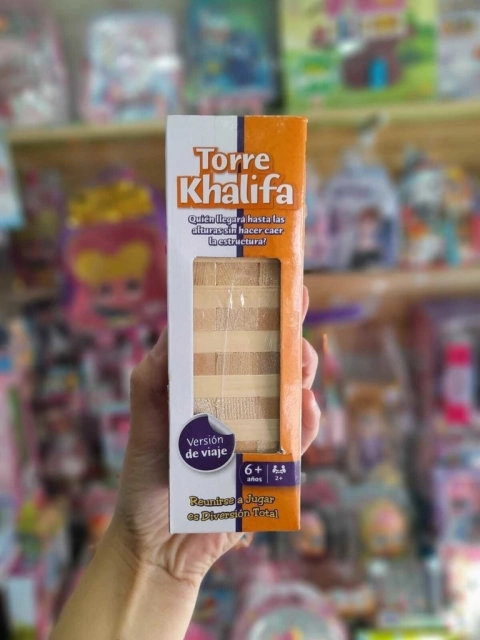 Torre
Khalifa
Quién llegará hasta las
alturas sin hacer caer
la estructura!
Versión
de viaje
6+
años
2+
Reunirse a Jugar
es Diversión Total